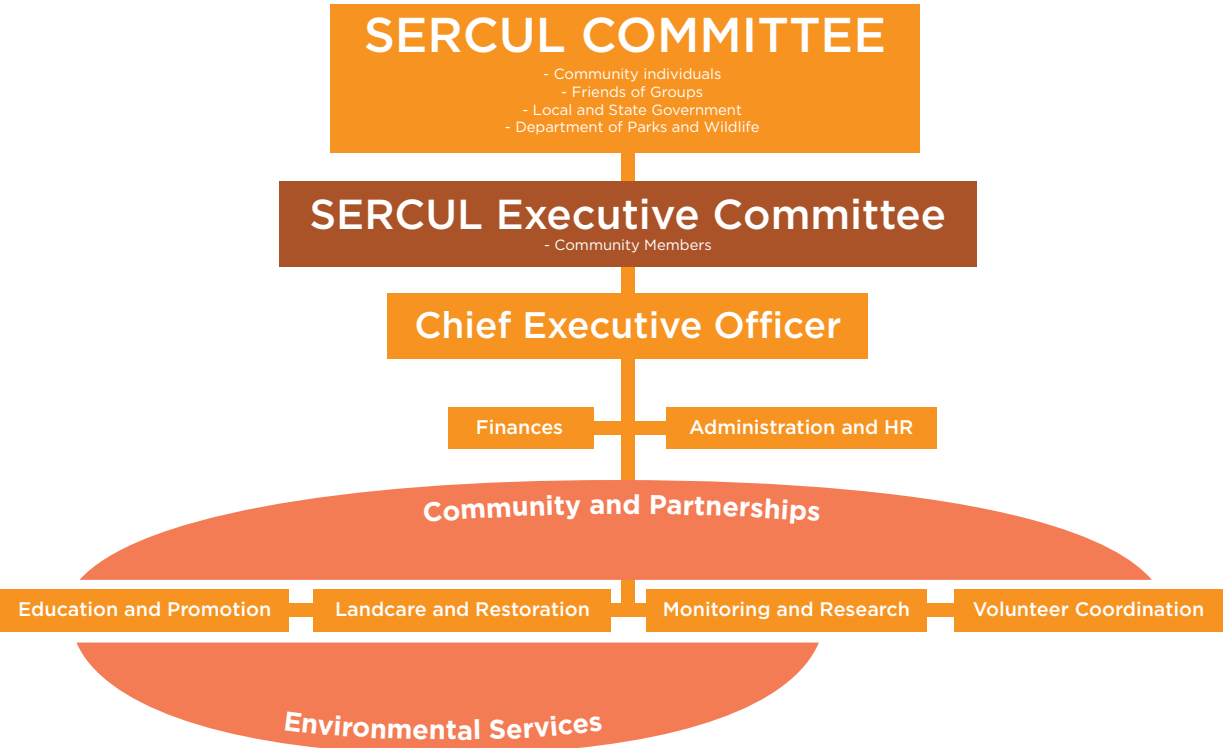 SERCUL COMMITTEE
- Community individuals
- Friends of Groups
- Local and State Government
- Department of Parks and Wildlife
SERCUL Executive Committee
- Community Members
Chief Executive Officer
Finances
Administration and HR
Community and Partnerships
Education and Promotion
Landcare and Restoration
Monitoring and Research
Volunteer Coordination
Environmental Services